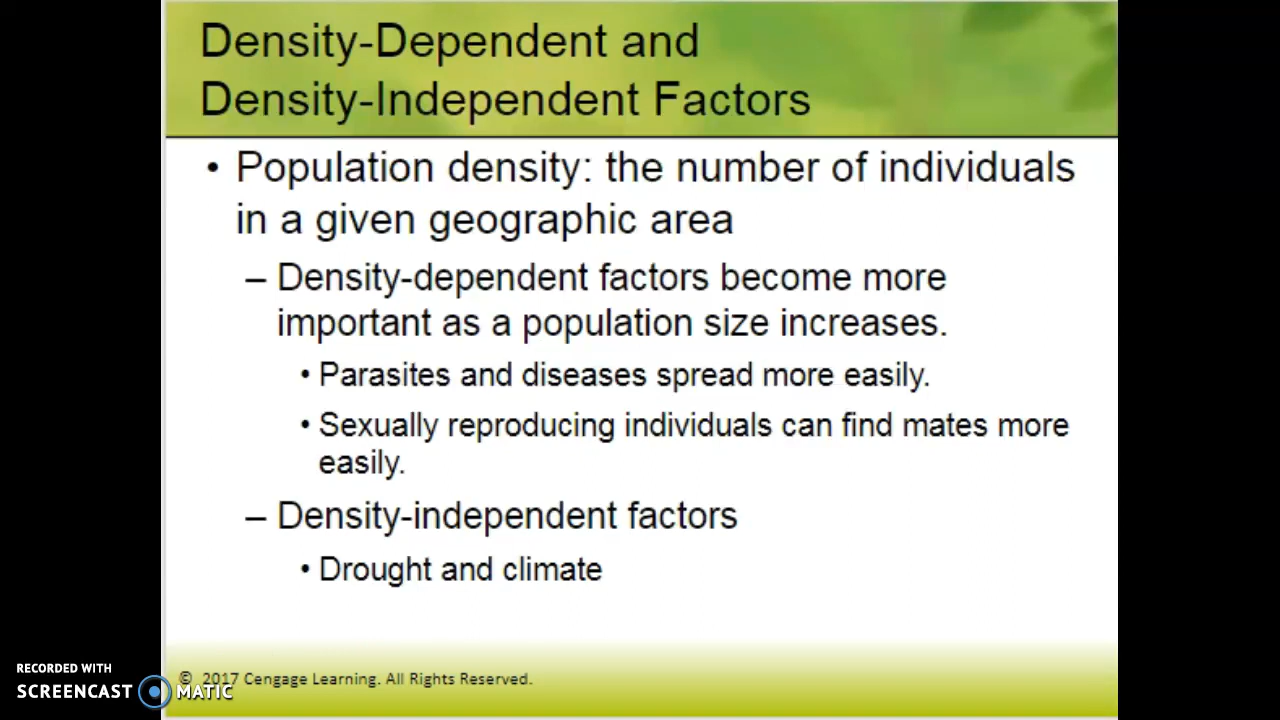 Density-Dependent and
Density-Independent Factors
• Population density: the number of individuals
in a given geographic area
– Density-dependent factors become more
important as a population size increases.
• Parasites and diseases spread more easily.
• Sexually reproducing individuals can find mates more
easily.
– Density-independent factors
• Drought and climate
© 2017 Cengage Learning. All Rights Reserved.
RECORDED WITH
SCREENCAST MATIC